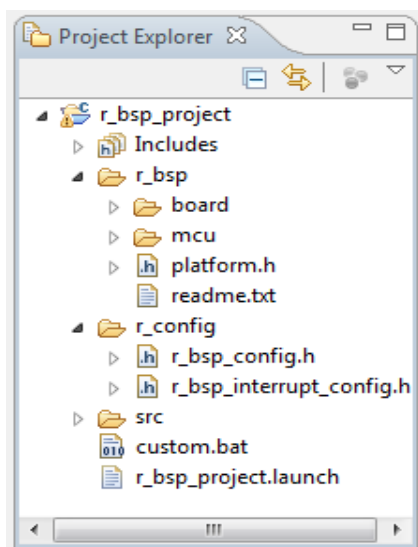 Project Explorer
r_bsp_project
Includes
r_bsp
board
mcu
platform.h
readme.txt
r_config
r_bsp_config.h
r_bsp_interrupt_config.h
src
custom.bat
r_bsp_project.launch